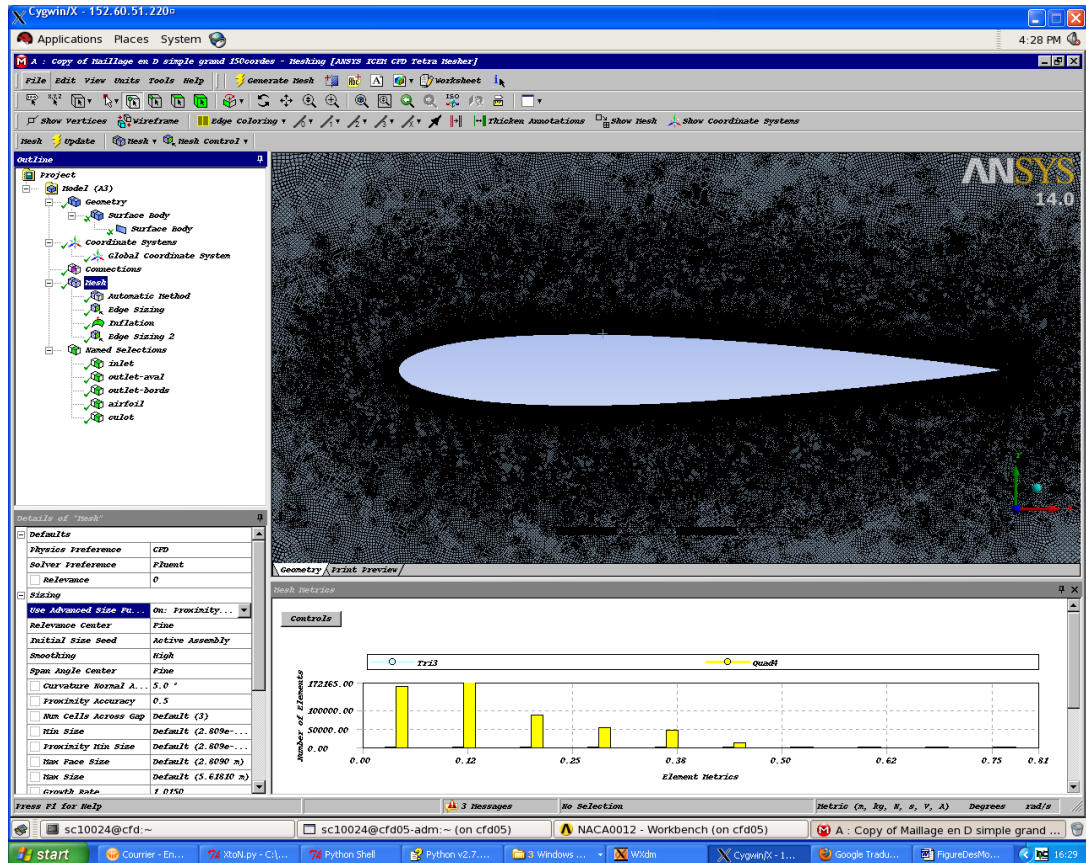 Cygwin/X - 152.60.51.220
Applications Places System 4:28 PM
A : Copy of Maillage en D simple grand 150cordes - Meshing [ANSYS ICEM CFD Tetra Mesher]
File Edit View Units Tools Help Generate Mesh Worksheet
Show Vertices Wireframe Edge Coloring Thicken Annotations Show Mesh Show Coordinate Systems
Mesh Update Mesh Mesh Control
Outline
Project
Model (A3)
Geometry
Surface Body
Surface Body
Coordinate Systems
Global Coordinate System
Connections
Mesh
Automatic Method
Edge Sizing
Inflation
Edge Sizing 2
Named Selections
inlet
outlet-aval
outlet-bords
airfoil
culot
ANSYS
14.0
Y
X
Details of "Mesh"
Defaults
Physics Preference CFD
Solver Preference Fluent
Relevance 0
Sizing
Use Advanced Size Fu... On: Proximity...
Relevance Center Fine
Initial Size Seed Active Assembly
Smoothing High
Span Angle Center Fine
Curvature Normal A... 5.0 °
Proximity Accuracy 0.5
Num Cells Across Gap Default (3)
Min Size Default (2.809e-...
Proximity Min Size Default (2.809e-...
Max Face Size Default (2.8090 m)
Max Size Default (5.61810 m)
Growth Rate 1.0150
Geometry Print Preview
Mesh Metrics
Controls
Tri3 Quad4
Number of Elements
172165.00
100000.00
50000.00
0.00
0.00 0.12 0.25 0.38 0.50 0.62 0.75 0.81
Element Metrics
Press F1 for Help 3 Messages No Selection Metric (m, kg, N, s, V, A) Degrees rad/s
sc10024@cfd:~ sc10024@cfd05-adm:~ (on cfd05) NACA0012 - Workbench (on cfd05) A : Copy of Maillage en D simple grand ...
start Courrier - En... XtoN.py - C:\... Python Shell Python v2.7.... 3 Windows ... WXdm Cygwin/X - 1... Google Tradu... FigureDesMo... 16:29